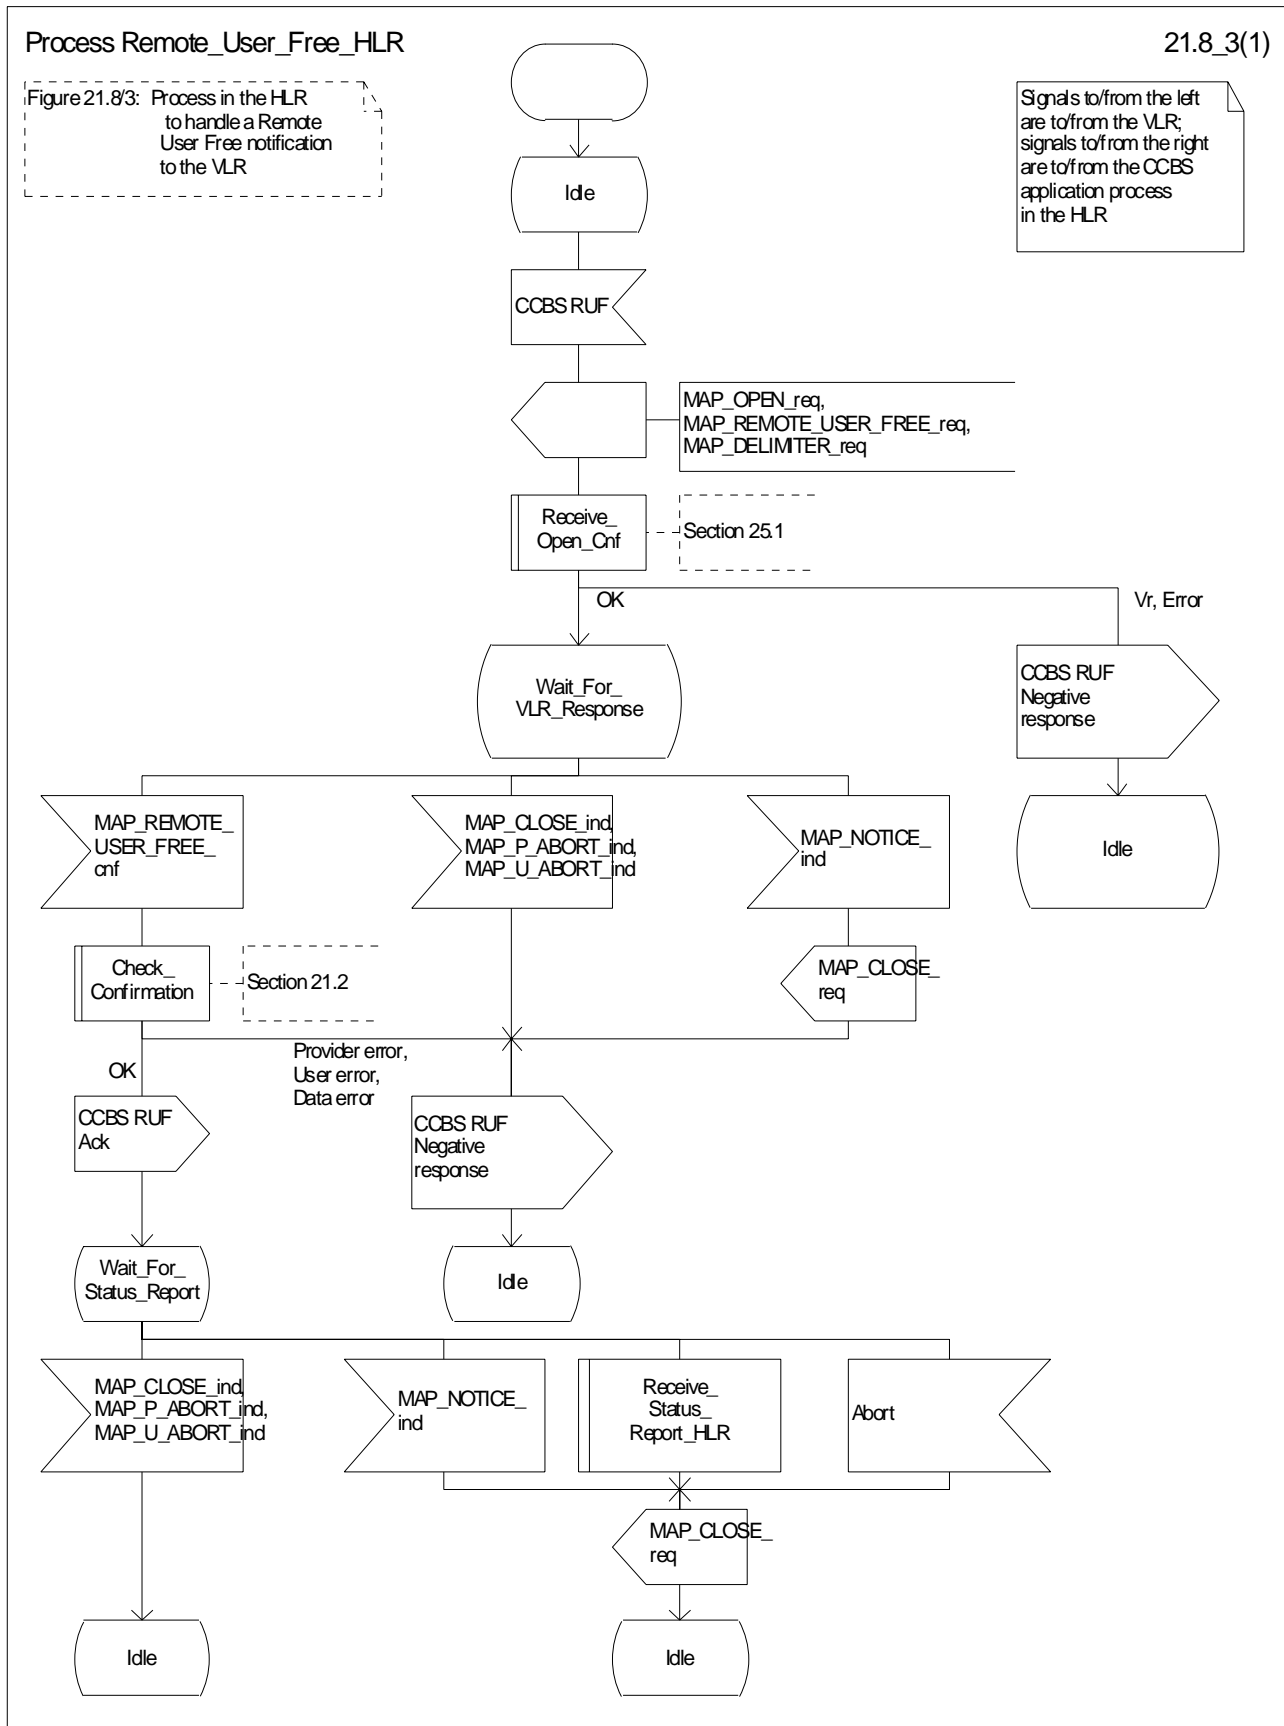 Process Remote_User_Free_HLR
21.8_3(1)
Figure 21.8/3: Process in the HLR
to handle a Remote
User Free notification
to the VLR
Signals to/from the left
are to/from the VLR;
signals to/from the right
are to/from the CCBS
application process
in the HLR
Idle
CCBS RUF
MAP_OPEN_req,
MAP_REMOTE_USER_FREE_req,
MAP_DELIMITER_req
Receive_
Open_Cnf
Section 25.1
OK
Vr, Error
Wait_For_
VLR_Response
CCBS RUF
Negative
response
MAP_REMOTE_
USER_FREE_
cnf
MAP_CLOSE_ind,
MAP_P_ABORT_ind,
MAP_U_ABORT_ind
MAP_NOTICE_
ind
Idle
Check_
Confirmation
Section 21.2
MAP_CLOSE_
req
Provider error,
User error,
Data error
OK
CCBS RUF
Ack
CCBS RUF
Negative
response
Wait_For_
Status_Report
Idle
MAP_CLOSE_ind,
MAP_P_ABORT_ind,
MAP_U_ABORT_ind
MAP_NOTICE_
ind
Receive_
Status_
Report_HLR
Abort
MAP_CLOSE_
req
Idle
Idle